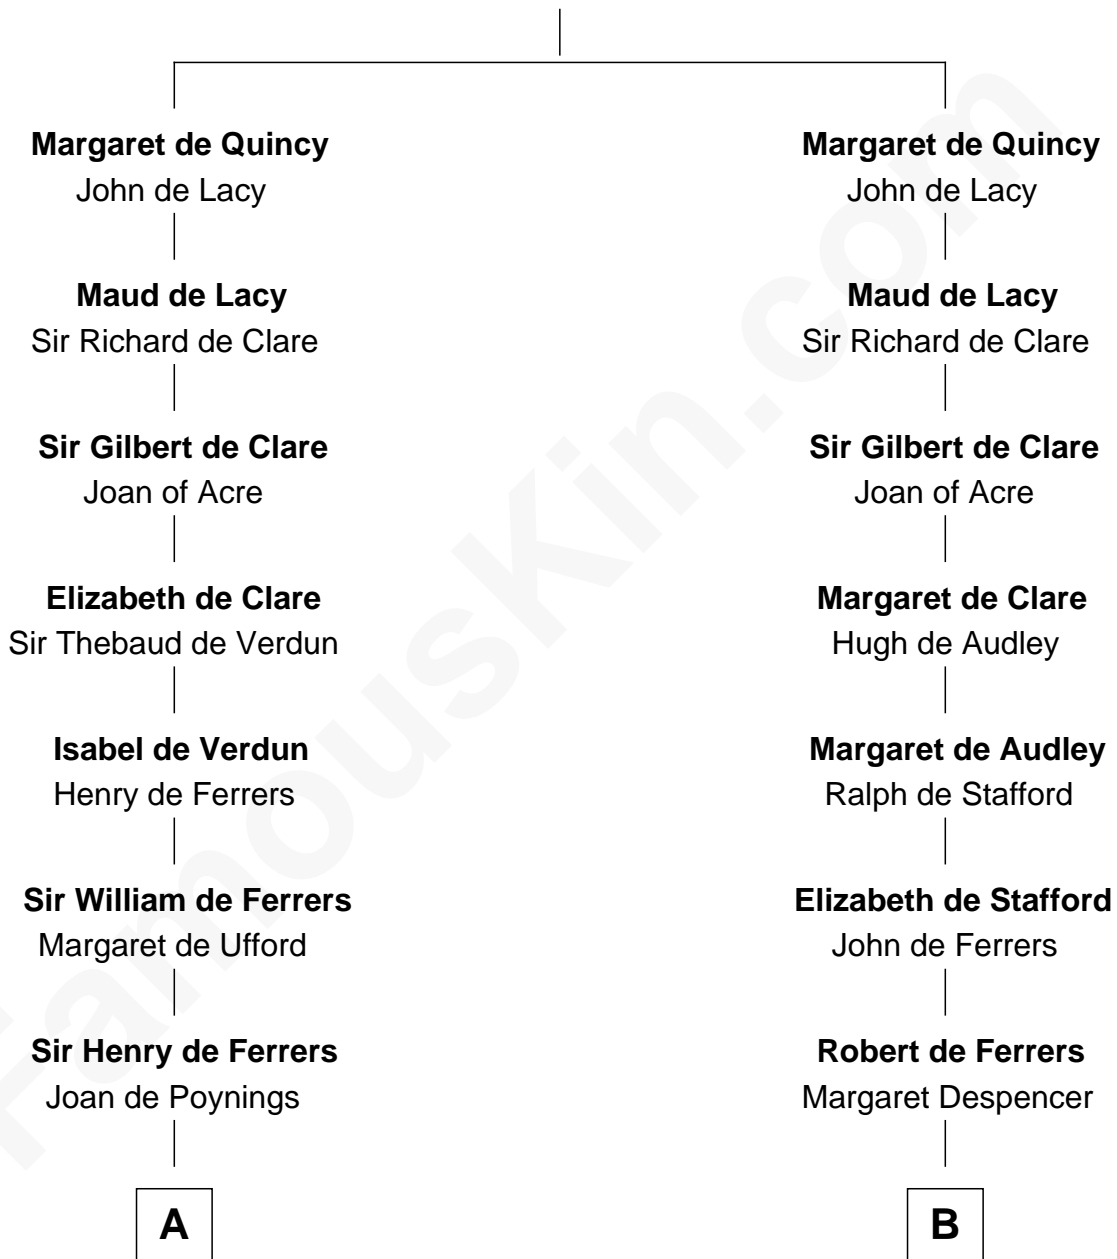 Margaret de Quincy
John de Lacy
Maud de Lacy
Sir Richard de Clare
Sir Gilbert de Clare
Joan of Acre
Elizabeth de Clare
Sir Thebaud de Verdun
Isabel de Verdun
Henry de Ferrers
Sir William de Ferrers
Margaret de Ufford
Sir Henry de Ferrers
Joan de Poynings
A
Margaret de Quincy
John de Lacy
Maud de Lacy
Sir Richard de Clare
Sir Gilbert de Clare
Joan of Acre
Margaret de Clare
Hugh de Audley
Margaret de Audley
Ralph de Stafford
Elizabeth de Stafford
John de Ferrers
Robert de Ferrers
Margaret Despencer
B
FamousKin.com